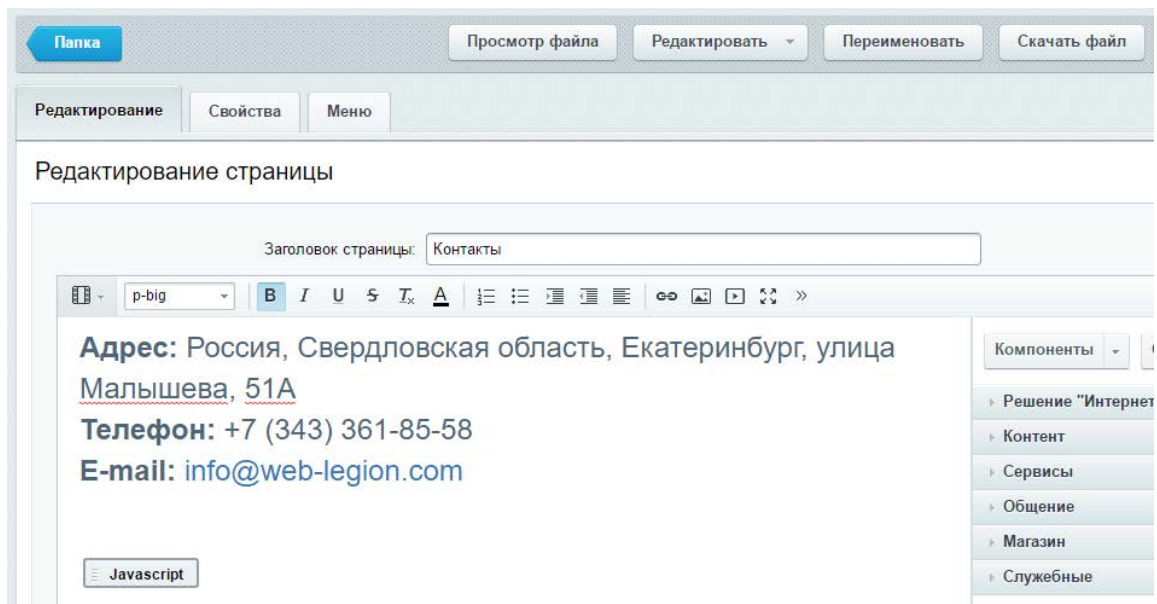 Папка
Просмотр файла
Редактировать
Переименовать
Скачать файл
Редактирование
Свойства
Меню
Редактирование страницы
Заголовок страницы: Контакты
p-big B I U S Tx A
Адрес: Россия, Свердловская область, Екатеринбург, улица
Малышева, 51А
Телефон: +7 (343) 361-85-58
E-mail: info@web-legion.com
Javascript
Компоненты
Решение "Интернет
Контент
Сервисы
Общение
Магазин
Служебные